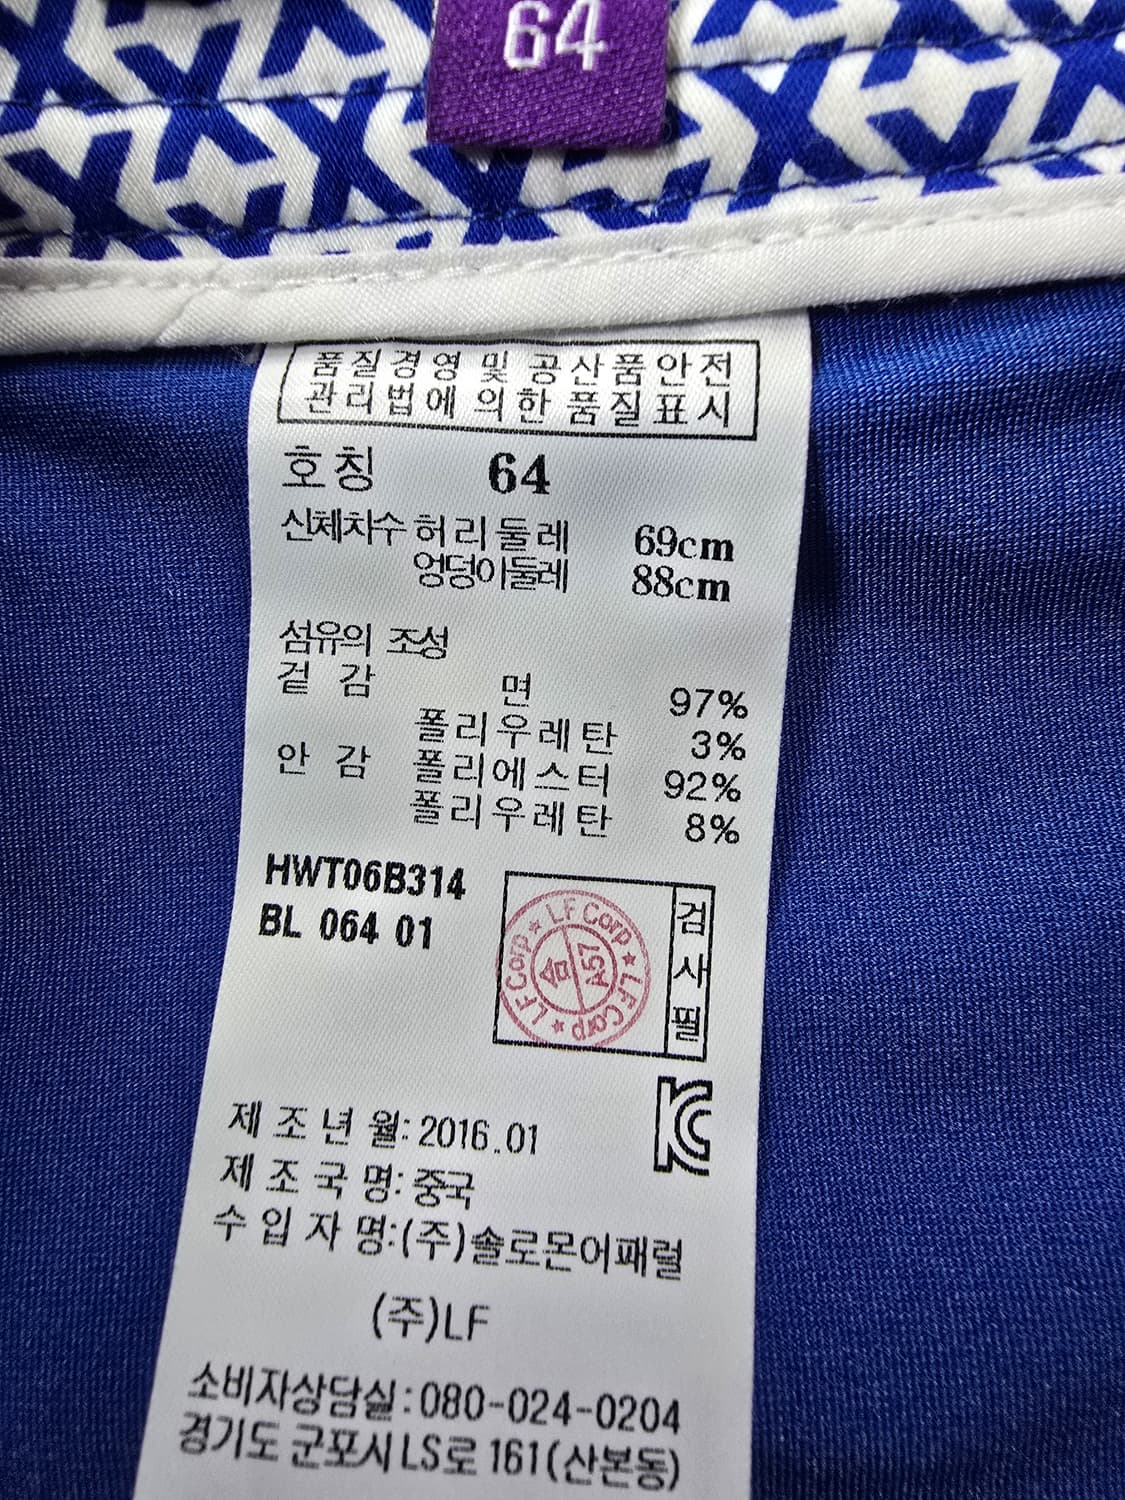 64
품질경영 및 공산품안전
관리법에 의한 품질표시
호칭 64
신체차수 허리둘레 69cm
엉덩이둘레 88cm
섬유의 조성
겉 감 면 97%
폴리우레탄 3%
안 감 폴리에스터 92%
폴리우레탄 8%
HWT06B314
BL 064 01
LF Corp ★ LF Corp ★ LF Corp ★
合 A57
검사필
제조년월: 2016.01
제조국명: 중국
수입자명:(주)솔로몬어패럴
(주)LF
소비자상담실:080-024-0204
경기도 군포시 LS로 161(산본동)